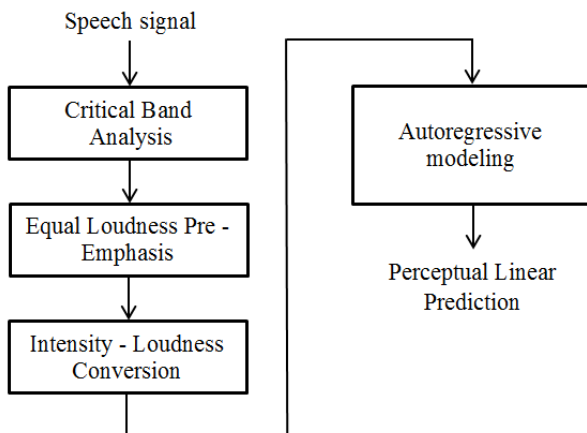 Speech signal
Critical Band
Analysis
Equal Loudness Pre -
Emphasis
Intensity - Loudness
Conversion
Autoregressive
modeling
Perceptual Linear
Prediction